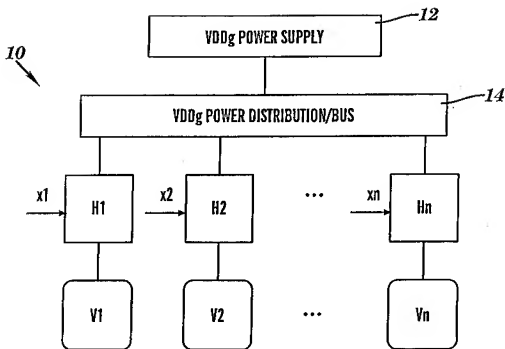 12
VDDg POWER SUPPLY
10
14
VDDg POWER DISTRIBUTION/BUS
x1 H1 x2 H2 ... xn Hn
V1 V2 ... Vn